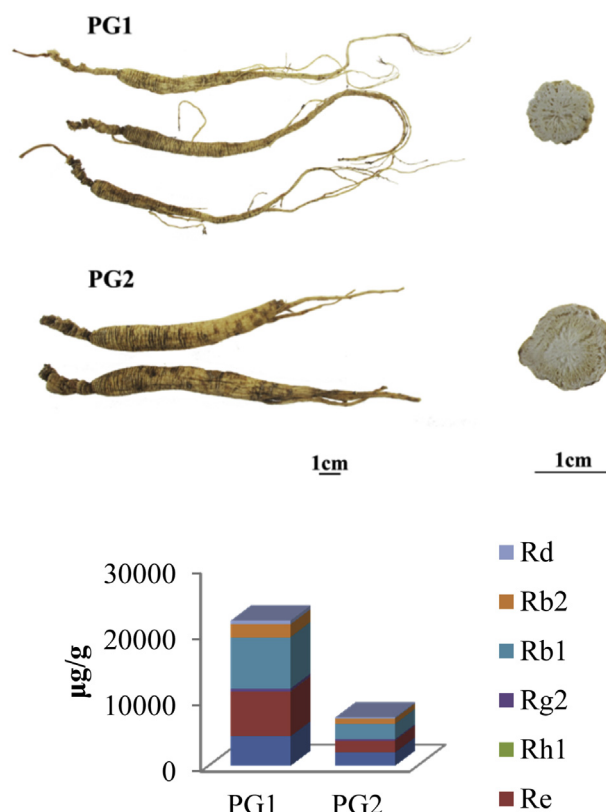 PG1
PG2
1cm
1cm
30000
20000
10000
0
µg/g
PG1
PG2
Rd
Rb2
Rb1
Rg2
Rh1
Re